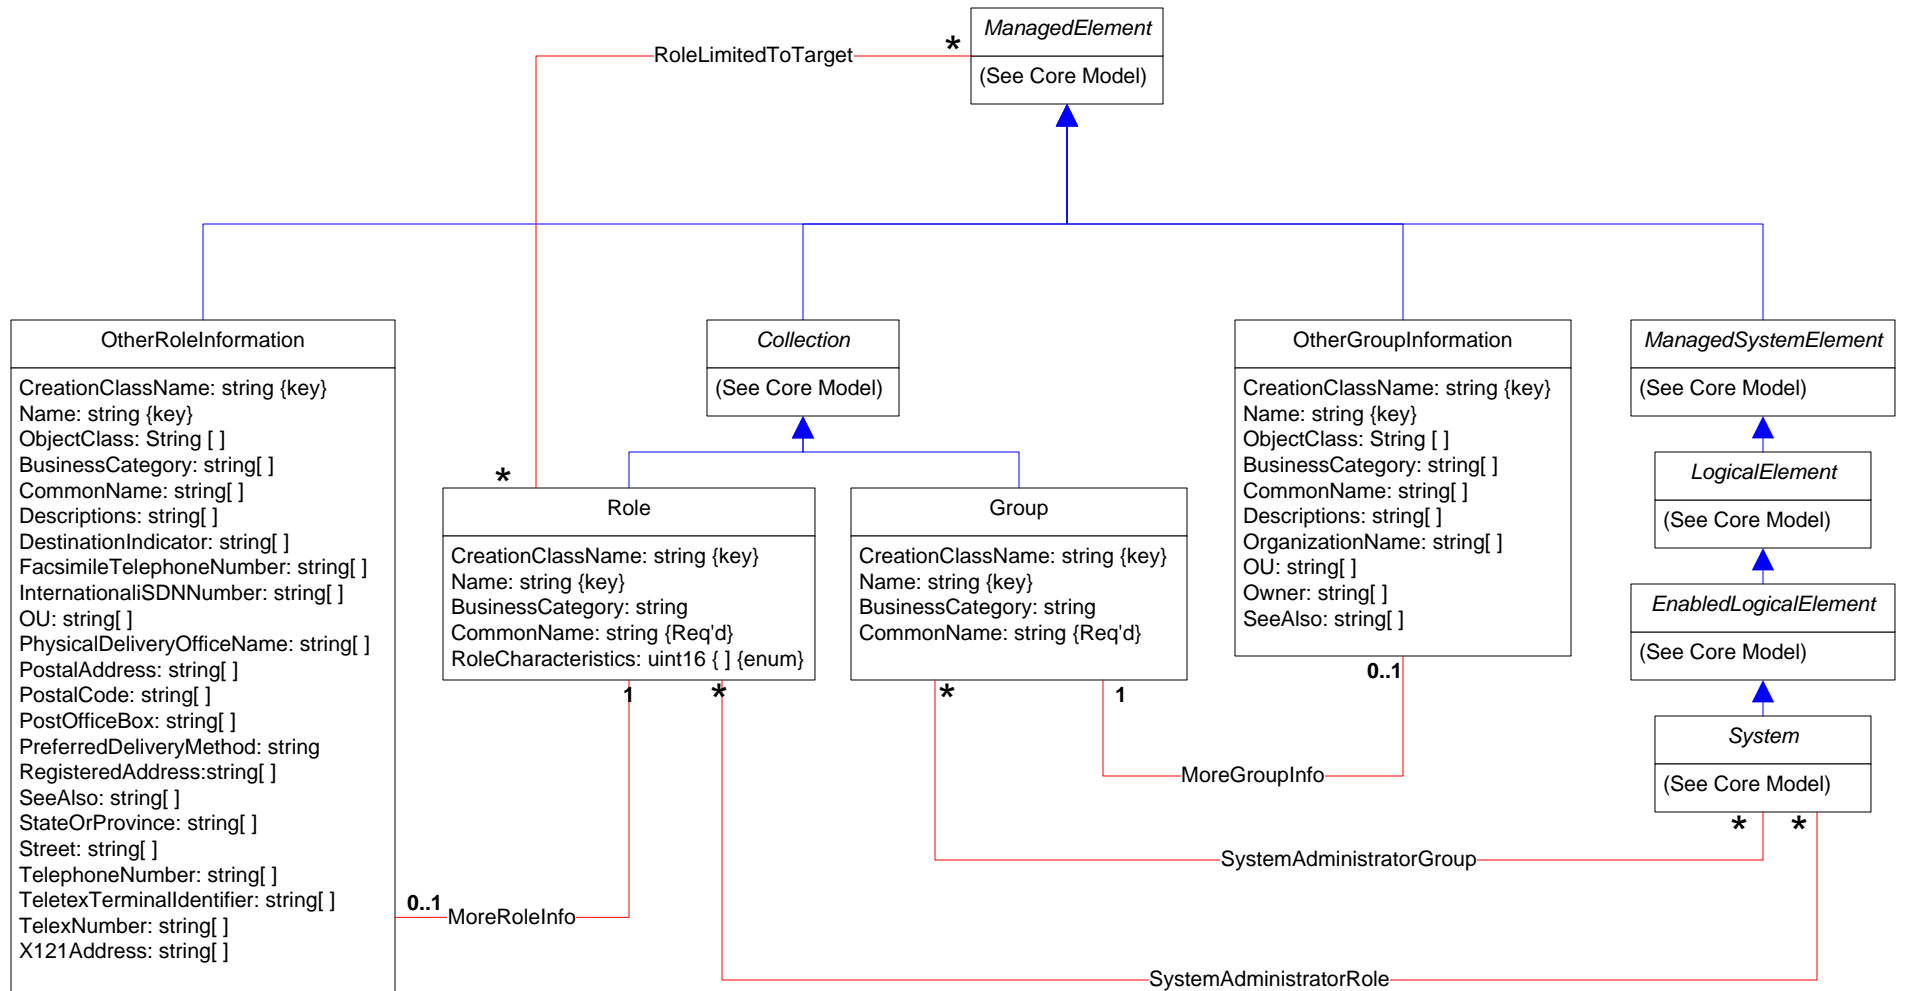 ManagedElement
(See Core Model)
RoleLimitedToTarget
*
*
OtherRoleInformation
CreationClassName: string {key}
Name: string {key}
ObjectClass: String [ ]
BusinessCategory: string[ ]
CommonName: string[ ]
Descriptions: string[ ]
DestinationIndicator: string[ ]
FacsimileTelephoneNumber: string[ ]
InternationaliSDNNumber: string[ ]
OU: string[ ]
PhysicalDeliveryOfficeName: string[ ]
PostalAddress: string[ ]
PostalCode: string[ ]
PostOfficeBox: string[ ]
PreferredDeliveryMethod: string
RegisteredAddress:string[ ]
SeeAlso: string[ ]
StateOrProvince: string[ ]
Street: string[ ]
TelephoneNumber: string[ ]
TeletexTerminalIdentifier: string[ ]
TelexNumber: string[ ]
X121Address: string[ ]
Collection
(See Core Model)
Role
CreationClassName: string {key}
Name: string {key}
BusinessCategory: string
CommonName: string {Req'd}
RoleCharacteristics: uint16 { ] {enum}
1
*
Group
CreationClassName: string {key}
Name: string {key}
BusinessCategory: string
CommonName: string {Req'd}
*
1
OtherGroupInformation
CreationClassName: string {key}
Name: string {key}
ObjectClass: String [ ]
BusinessCategory: string[ ]
CommonName: string[ ]
Descriptions: string[ ]
OrganizationName: string[ ]
OU: string[ ]
Owner: string[ ]
SeeAlso: string[ ]
0..1
ManagedSystemElement
(See Core Model)
LogicalElement
(See Core Model)
EnabledLogicalElement
(See Core Model)
System
(See Core Model)
*
*
MoreGroupInfo
SystemAdministratorGroup
0..1
MoreRoleInfo
SystemAdministratorRole